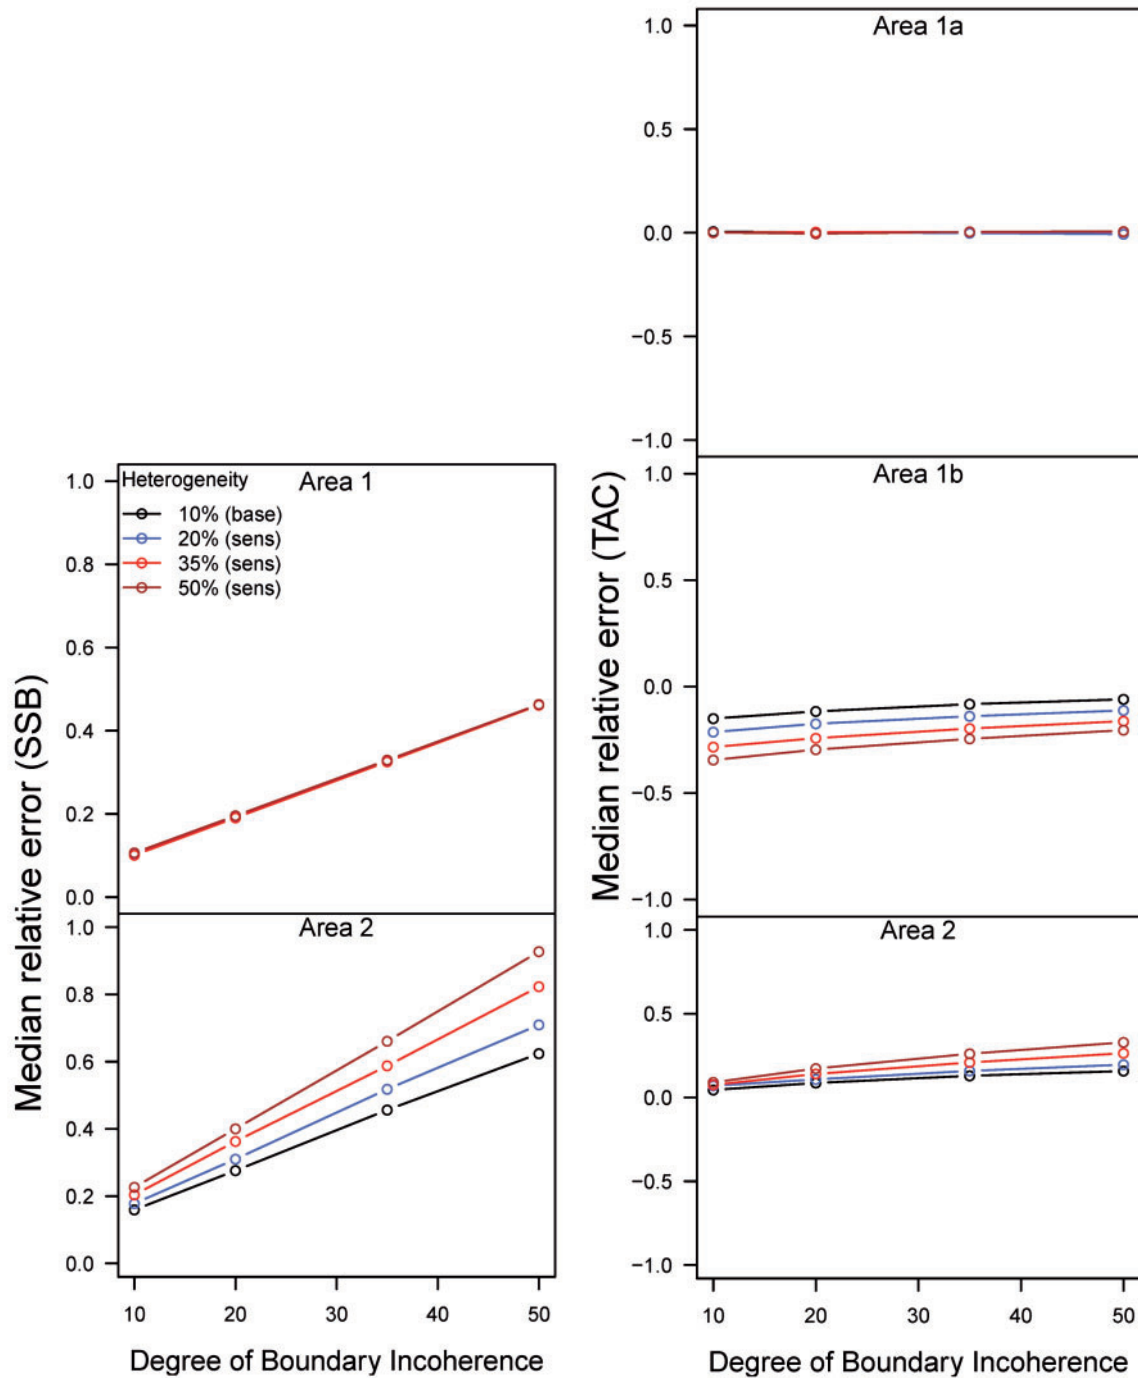 Median relative error (SSB)
Area 1
1.0
0.8
0.6
0.4
0.2
0.0
Heterogeneity
10% (base)
20% (sens)
35% (sens)
50% (sens)
Area 2
1.0
0.8
0.6
0.4
0.2
0.0
10 20 30 40 50
Degree of Boundary Incoherence
Median relative error (TAC)
Area 1a
1.0
0.5
0.0
−0.5
−1.0
Area 1b
1.0
0.5
0.0
−0.5
−1.0
Area 2
1.0
0.5
0.0
−0.5
−1.0
10 20 30 40 50
Degree of Boundary Incoherence